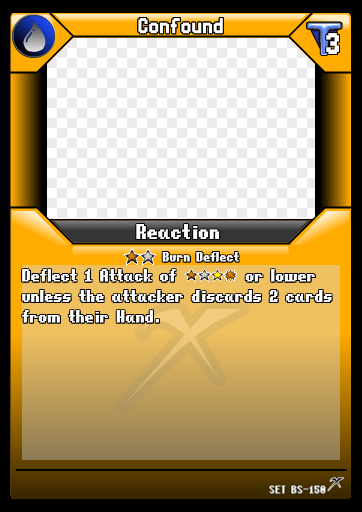 Confound
T3
Reaction
Burn Deflect
Deflect 1 Attack of or lower
unless the attacker discards 2 cards
from their Hand.
SET BS-150